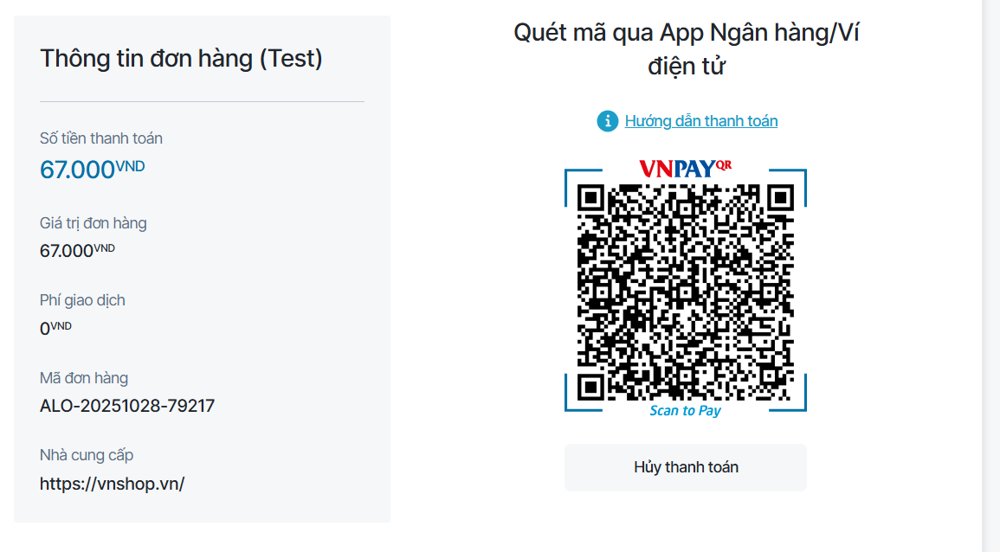 Thông tin đơn hàng (Test)
Số tiền thanh toán
67.000VND
Giá trị đơn hàng
67.000VND
Phí giao dịch
0VND
Mã đơn hàng
ALO-20251028-79217
Nhà cung cấp
https://vnshop.vn/
Quét mã qua App Ngân hàng/Ví
điện tử
Hướng dẫn thanh toán
VNPAYQR
Scan to Pay
Hủy thanh toán